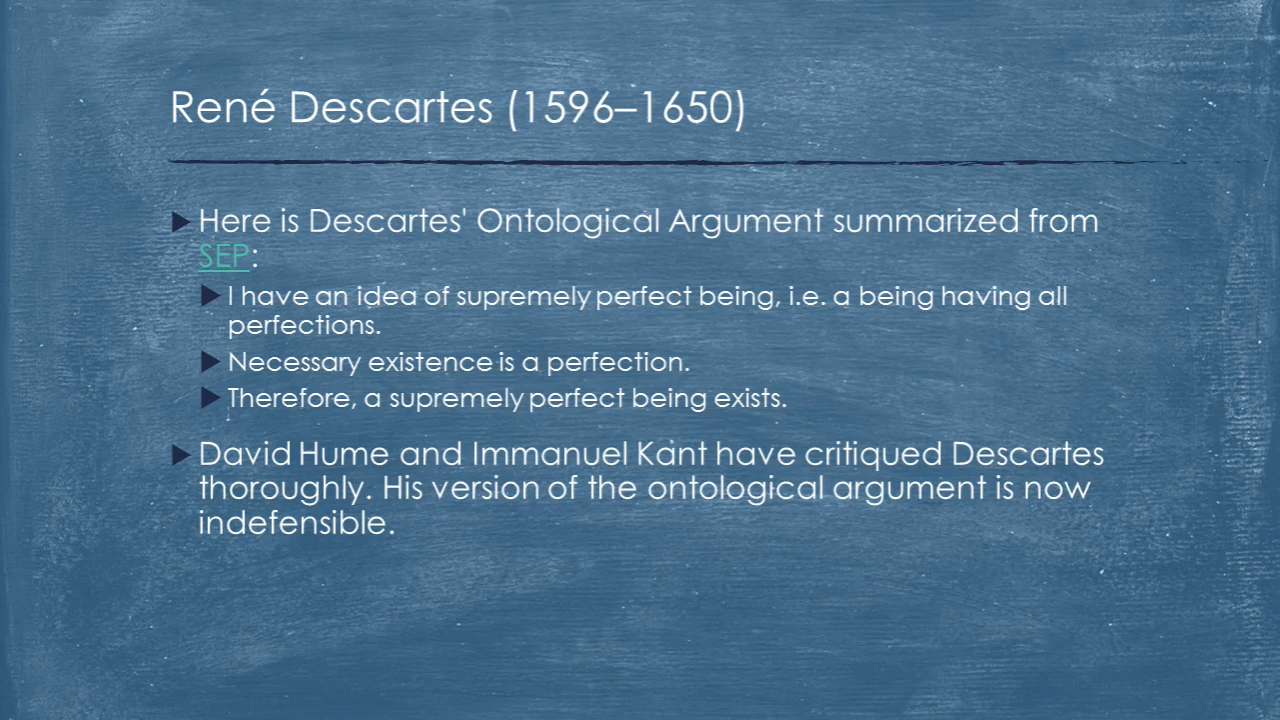 René Descartes (1596–1650)
Here is Descartes' Ontological Argument summarized from
SEP:
I have an idea of supremely perfect being, i.e. a being having all
perfections.
Necessary existence is a perfection.
Therefore, a supremely perfect being exists.
David Hume and Immanuel Kant have critiqued Descartes
thoroughly. His version of the ontological argument is now
indefensible.